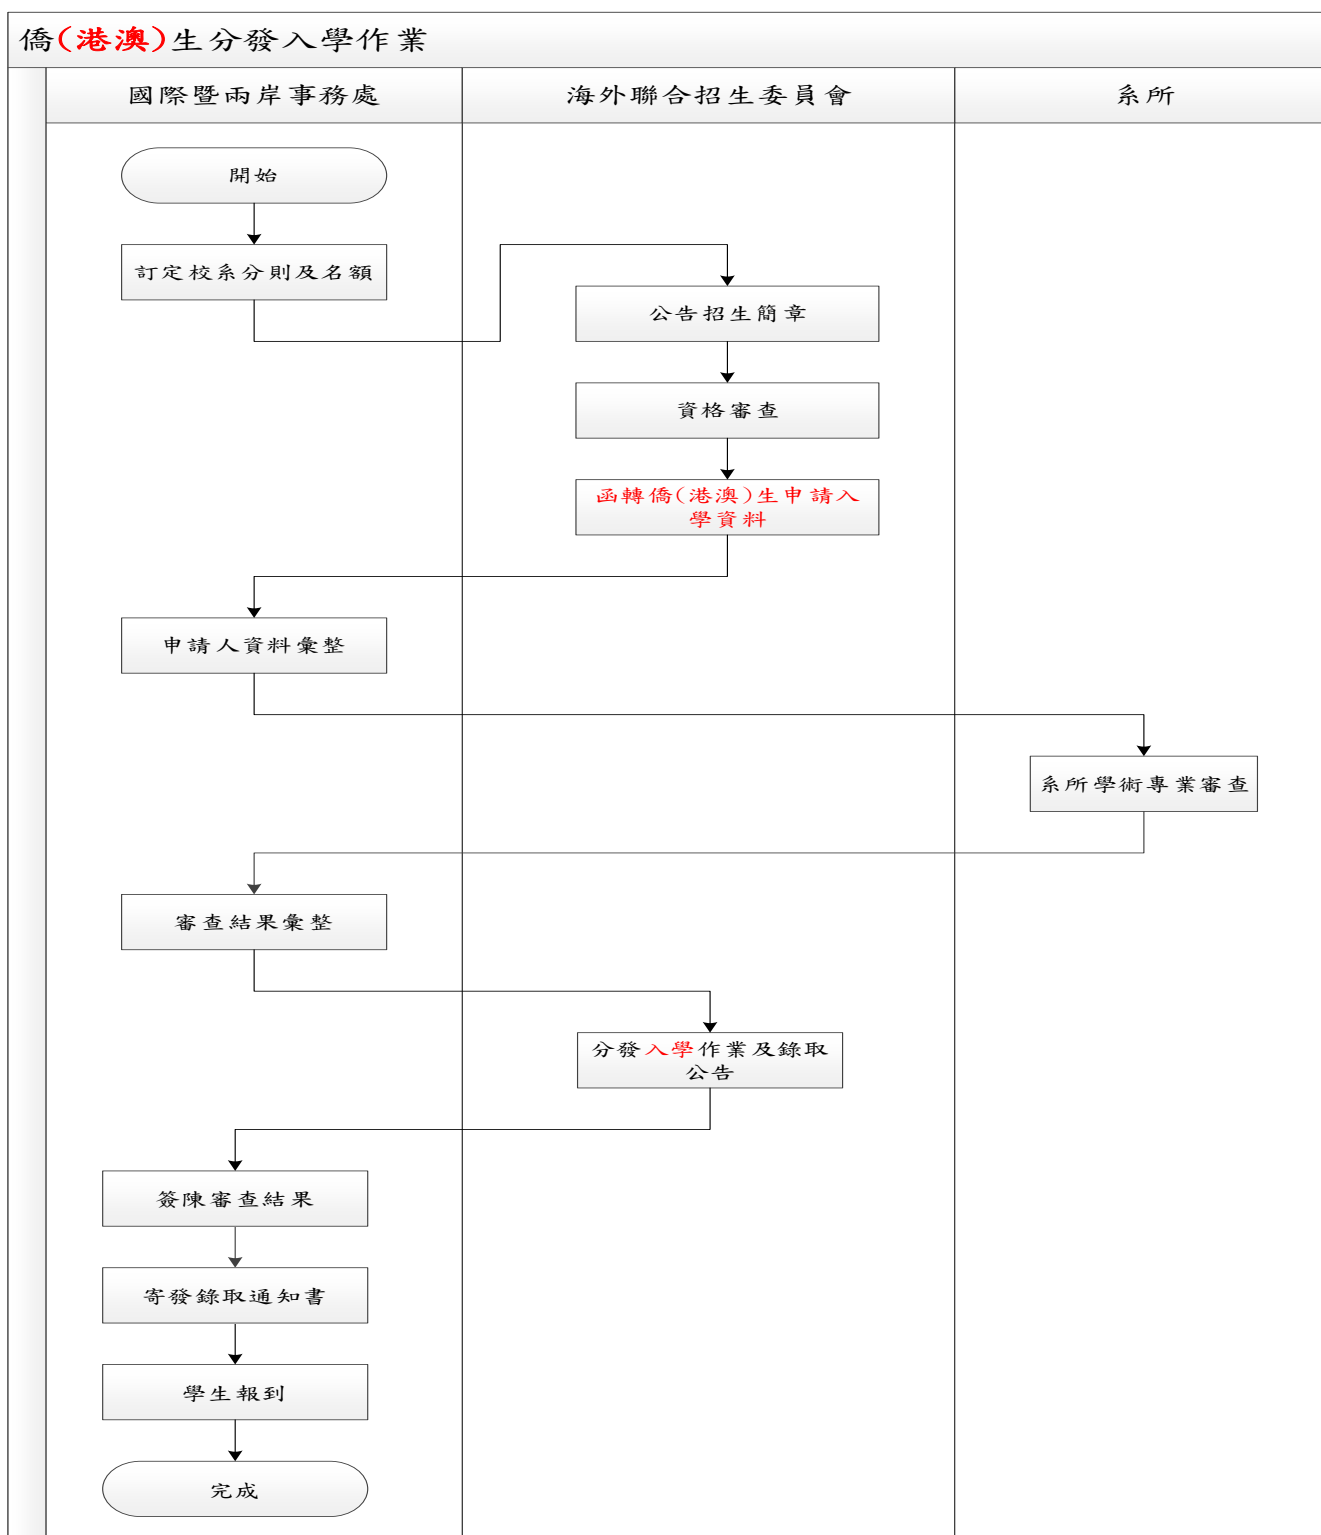 僑(港澳)生分發入學作業
國際暨兩岸事務處
海外聯合招生委員會
系所
開始
訂定校系分則及名額
公告招生簡章
資格審查
函轉僑(港澳)生申請入
學資料
申請人資料彙整
系所學術專業審查
審查結果彙整
分發入學作業及錄取
公告
簽陳審查結果
寄發錄取通知書
學生報到
完成